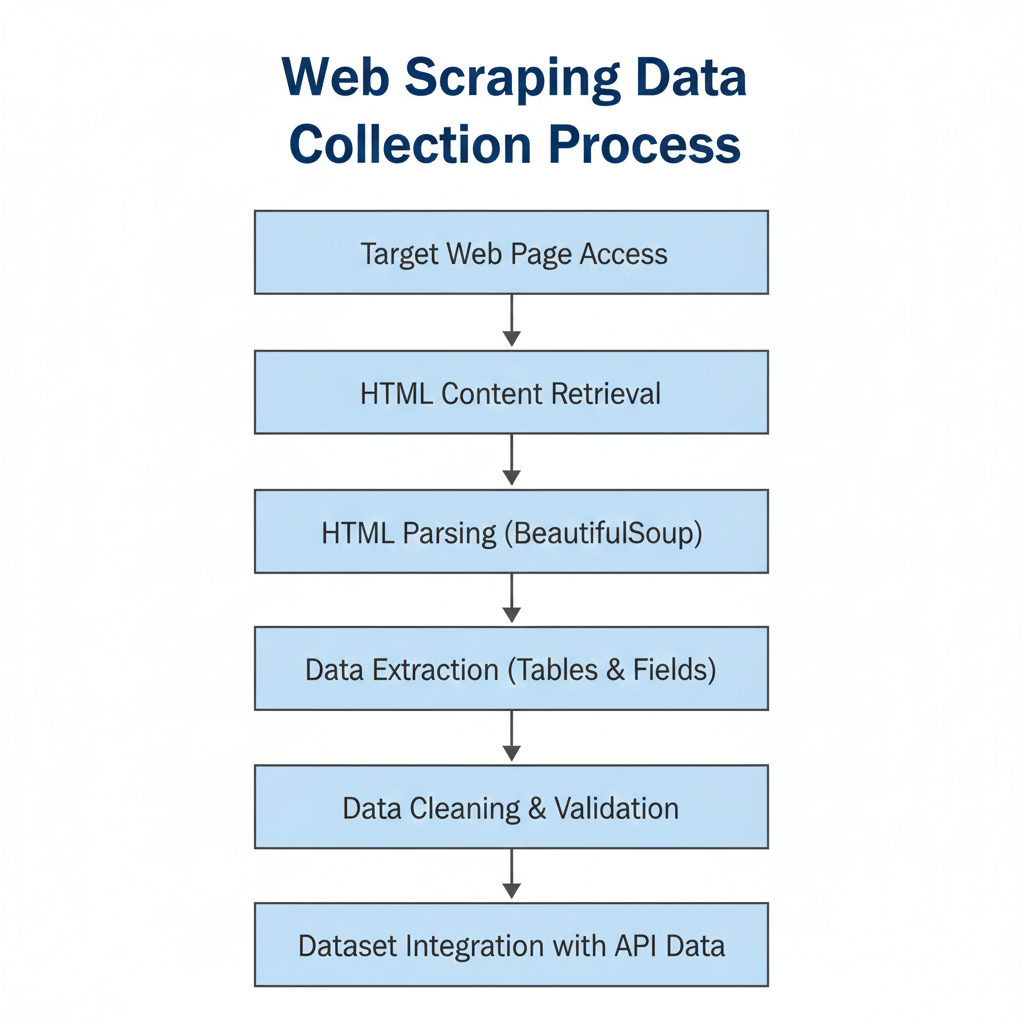 Web Scraping Data
Collection Process
Target Web Page Access
HTML Content Retrieval
HTML Parsing (BeautifulSoup)
Data Extraction (Tables & Fields)
Data Cleaning & Validation
Dataset Integration with API Data